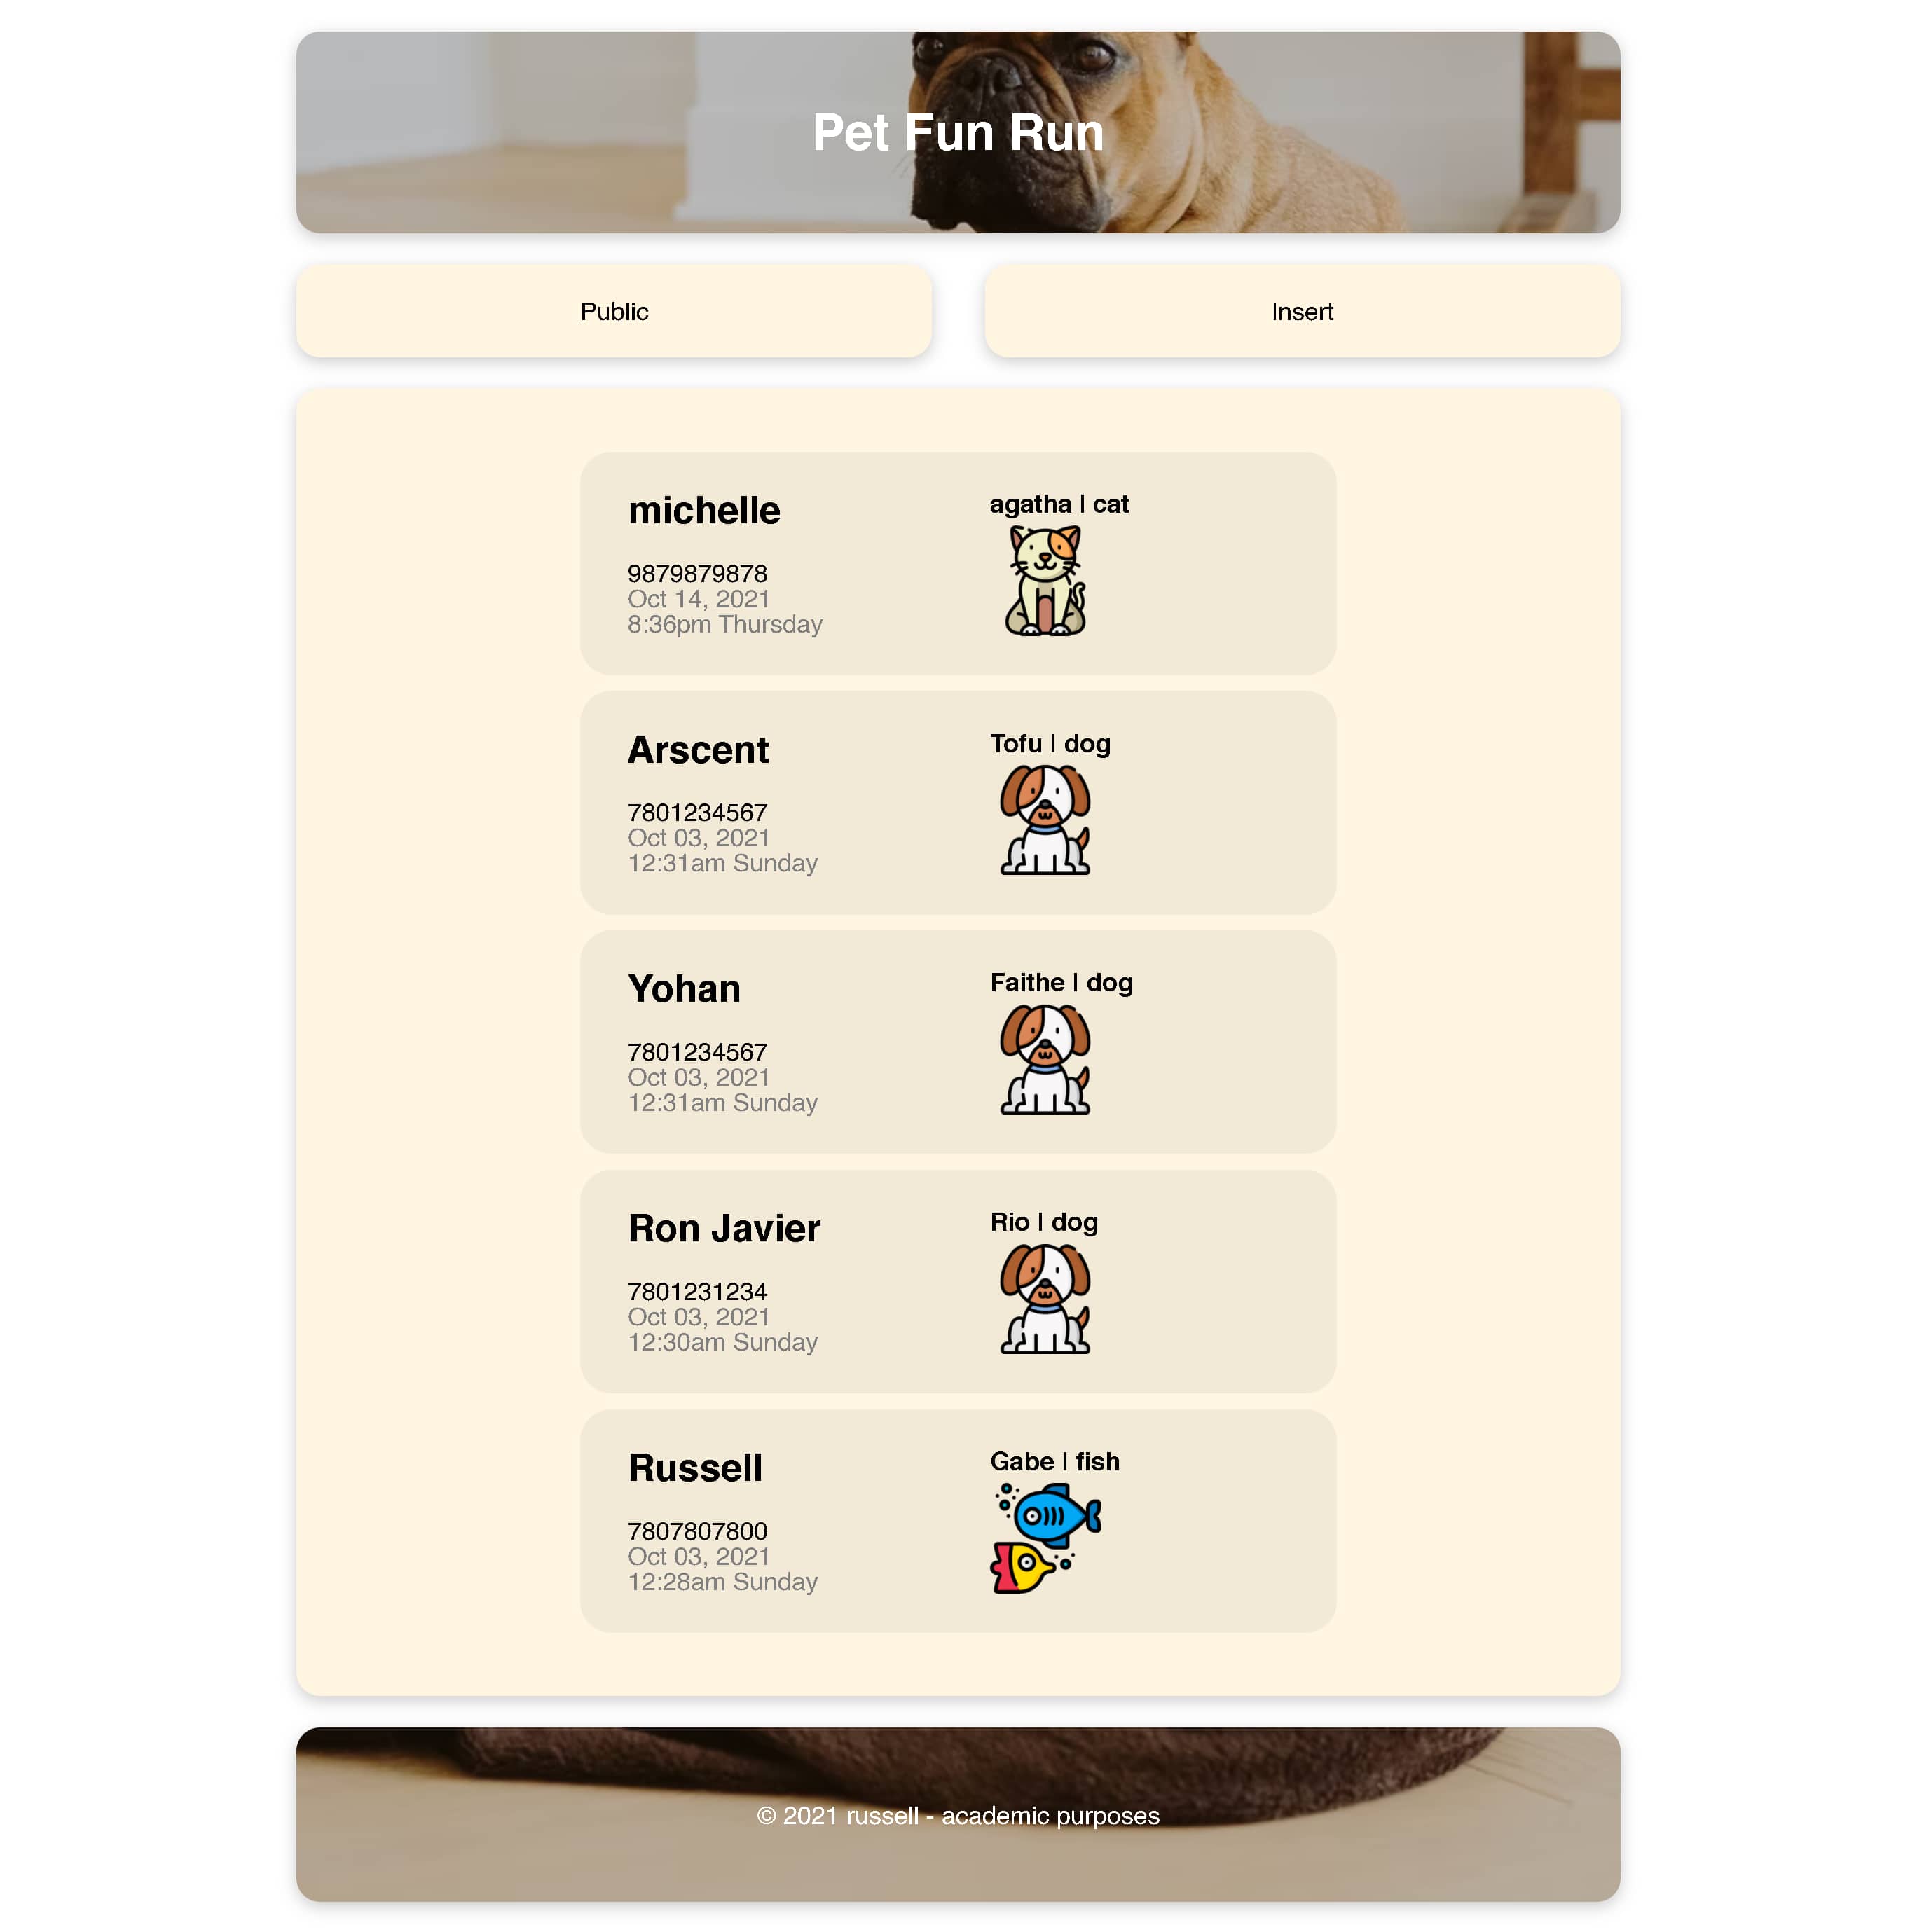 Pet Fun Run
Public
Insert
michelle
9879879878
Oct 14, 2021
8:36pm Thursday
agatha | cat
Arscent
7801234567
Oct 03, 2021
12:31am Sunday
Tofu | dog
Yohan
7801234567
Oct 03, 2021
12:31am Sunday
Faithe | dog
Ron Javier
7801231234
Oct 03, 2021
12:30am Sunday
Rio | dog
Russell
7807807800
Oct 03, 2021
12:28am Sunday
Gabe | fish
© 2021 russell - academic purposes